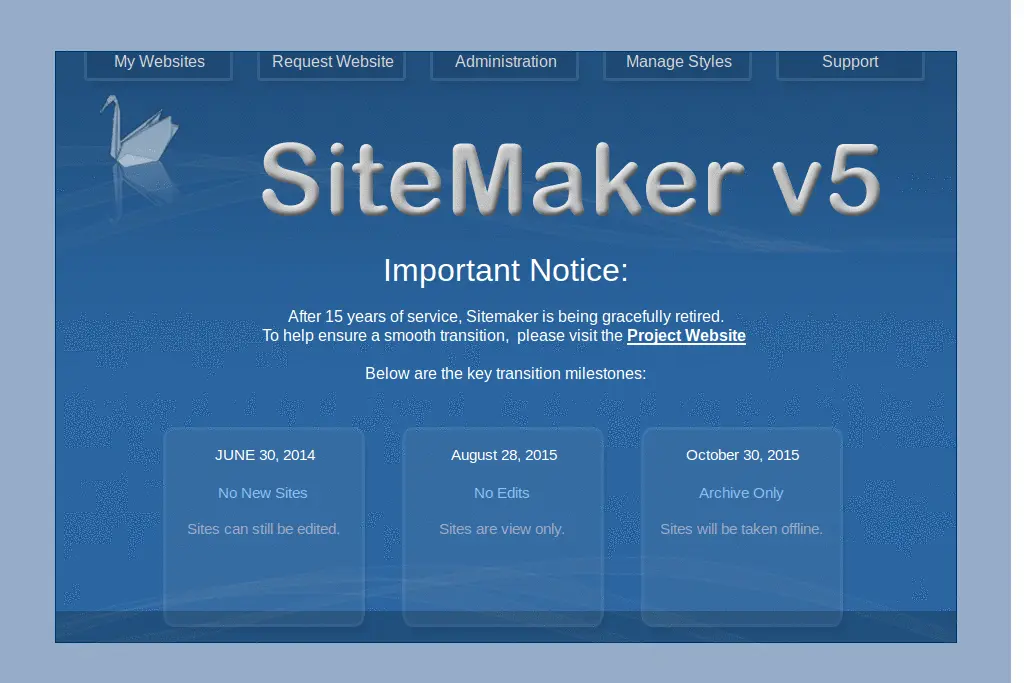 My Websites Request Website Administration Manage Styles Support
SiteMaker v5
Important Notice:
After 15 years of service, Sitemaker is being gracefully retired.
To help ensure a smooth transition,  please visit the Project Website
Below are the key transition milestones:
JUNE 30, 2014
No New Sites
Sites can still be edited.
August 28, 2015
No Edits
Sites are view only.
October 30, 2015
Archive Only
Sites will be taken offline.